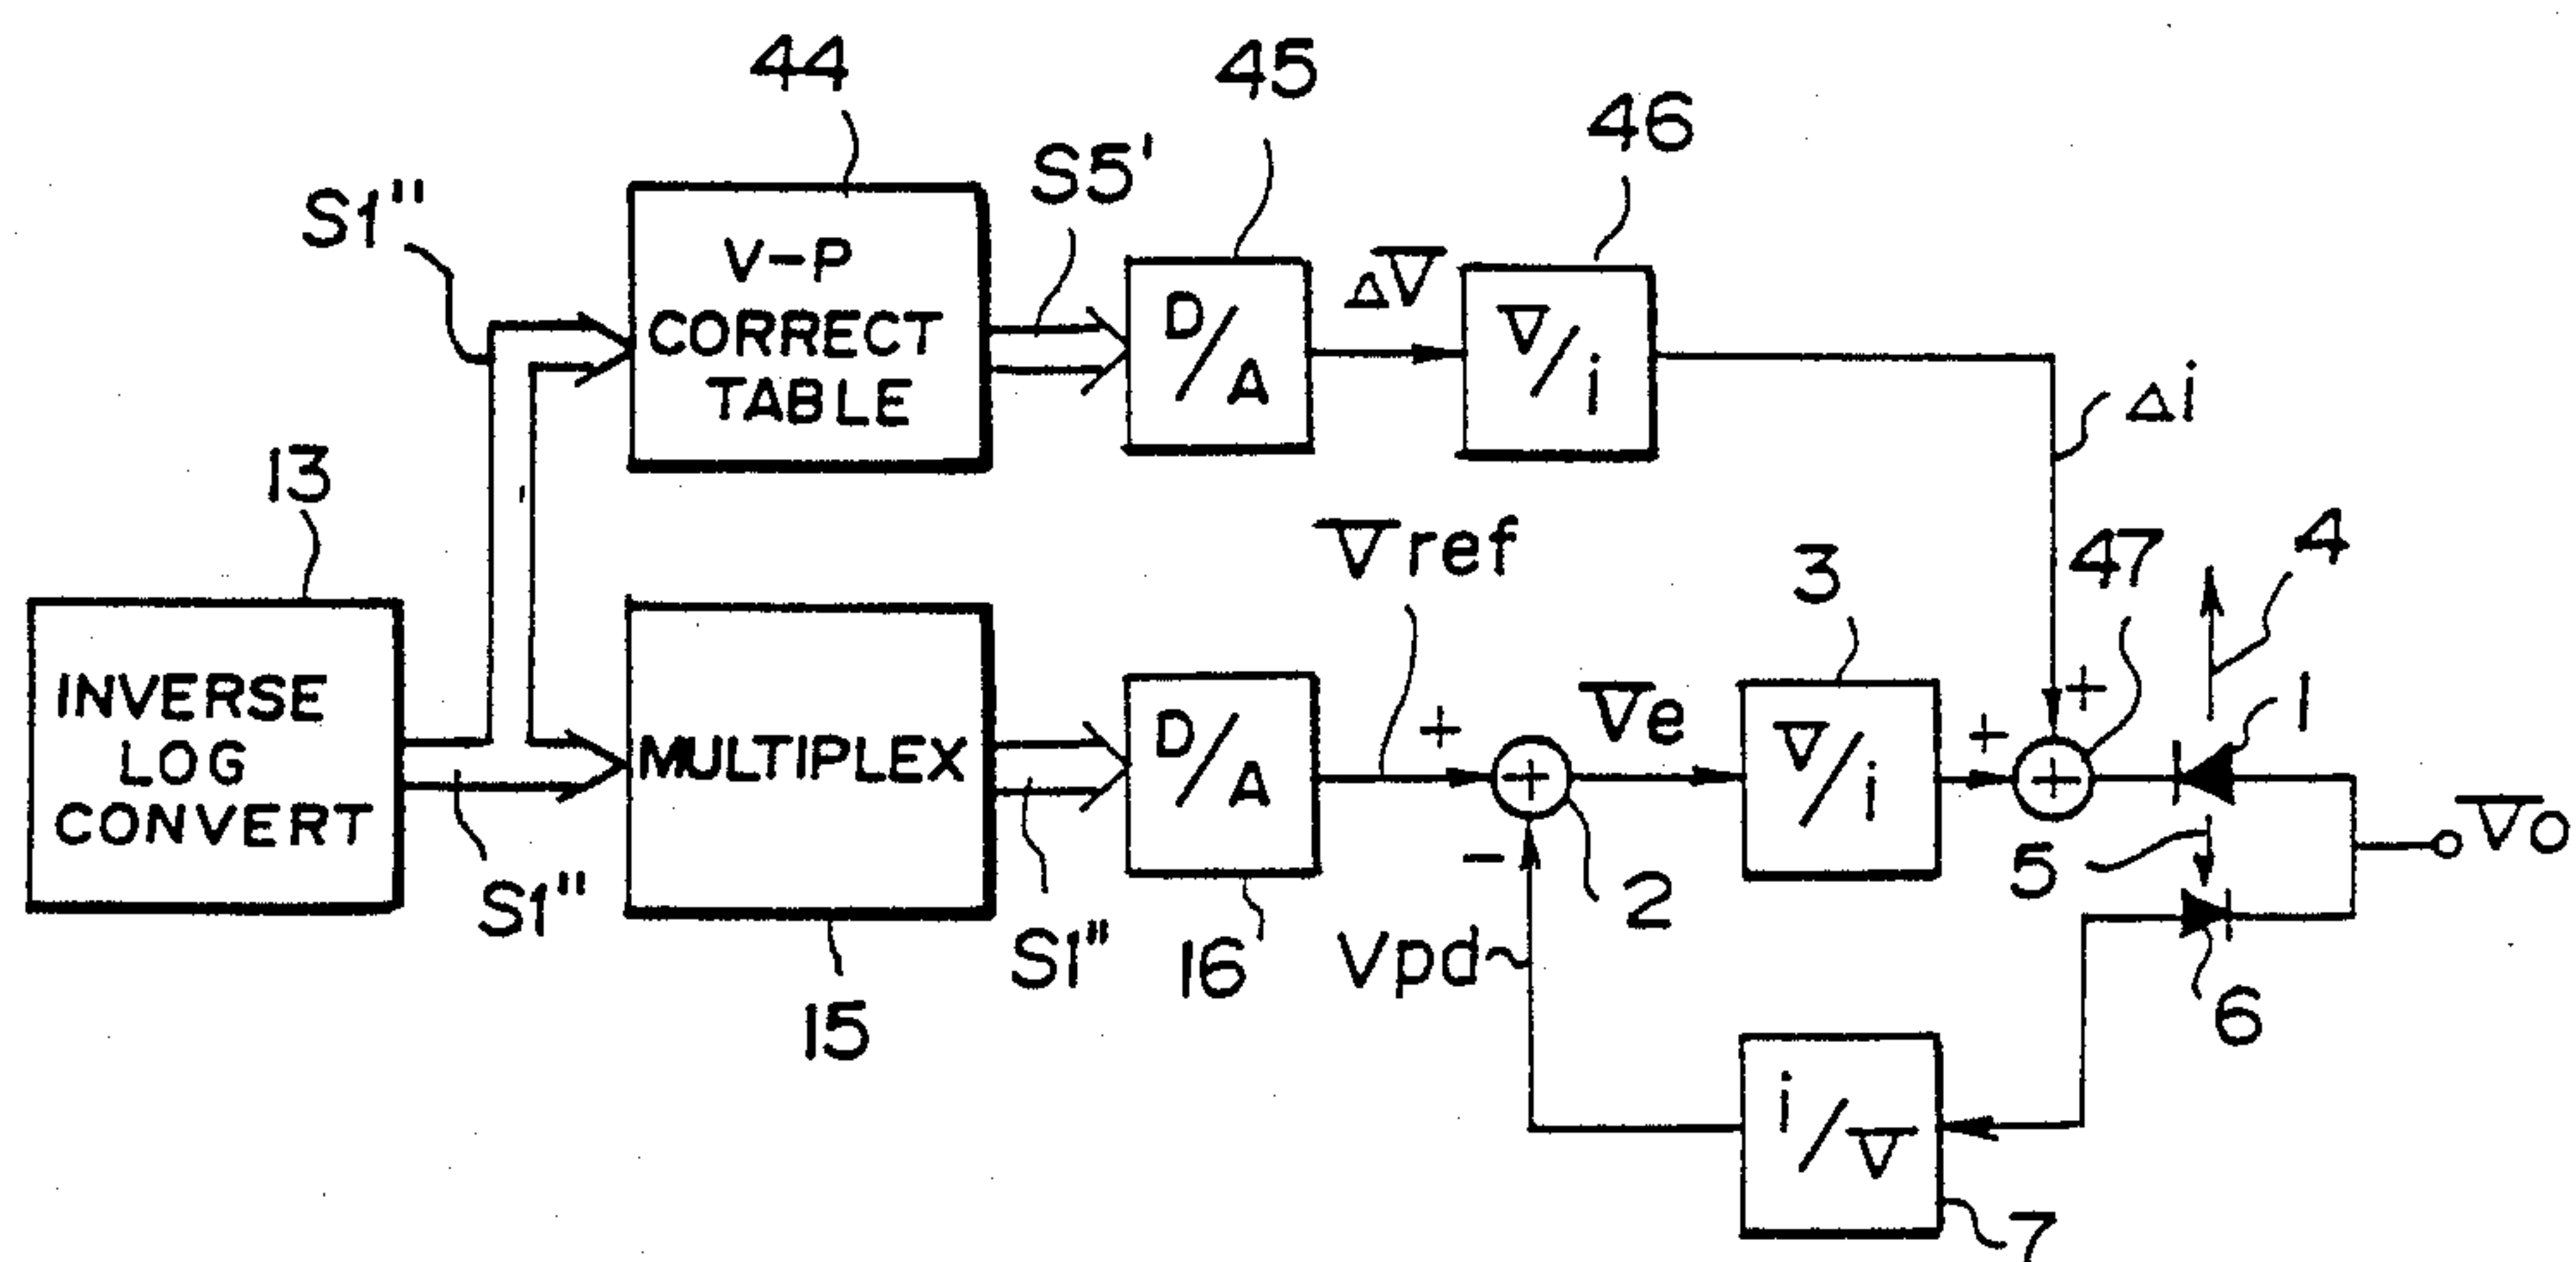 44
45
46
S1"
S5'
V-P
CORRECT
TABLE
D/A
ΔV
V/i
Δi
13
Vref
3
47
4
INVERSE
LOG
CONVERT
MULTIPLEX
D/A
+
+
Ve
V/i
+
+
+
1
Vo
S1"
S1"
15
16
−
2
5
6
Vpd
i/V
7